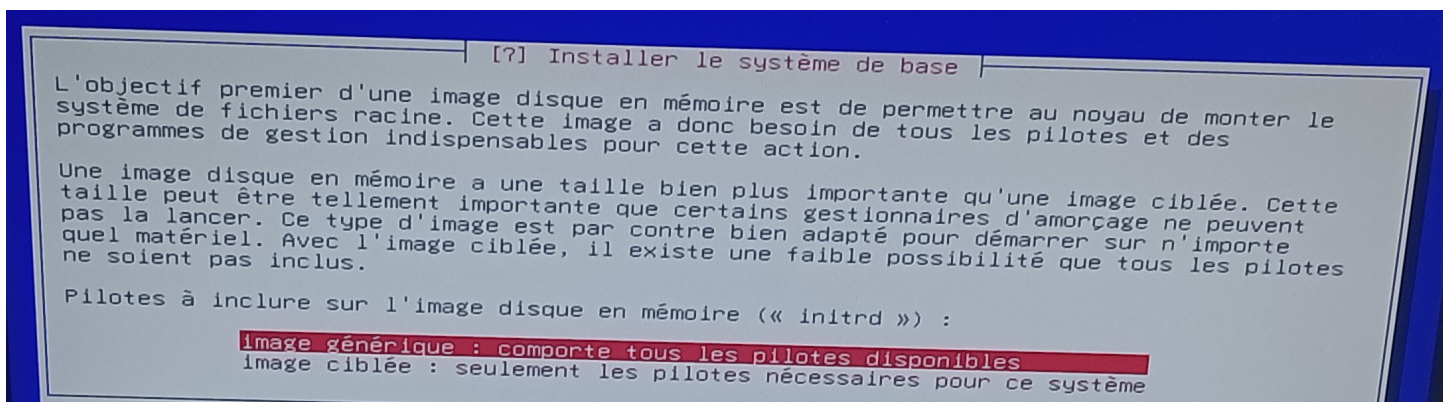 [?] Installer le système de base
L'objectif premier d'une image disque en mémoire est de permettre au noyau de monter le
système de fichiers racine. Cette image a donc besoin de tous les pilotes et des
programmes de gestion indispensables pour cette action.
Une image disque en mémoire a une taille bien plus importante qu'une image ciblée. Cette
taille peut être tellement importante que certains gestionnaires d'amorçage ne peuvent
pas la lancer. Ce type d'image est par contre bien adapté pour démarrer sur n'importe
quel matériel. Avec l'image ciblée, il existe une faible possibilité que tous les pilotes
ne soient pas inclus.
Pilotes à inclure sur l'image disque en mémoire (« initrd ») :
image générique : comporte tous les pilotes disponibles
image ciblée : seulement les pilotes nécessaires pour ce système